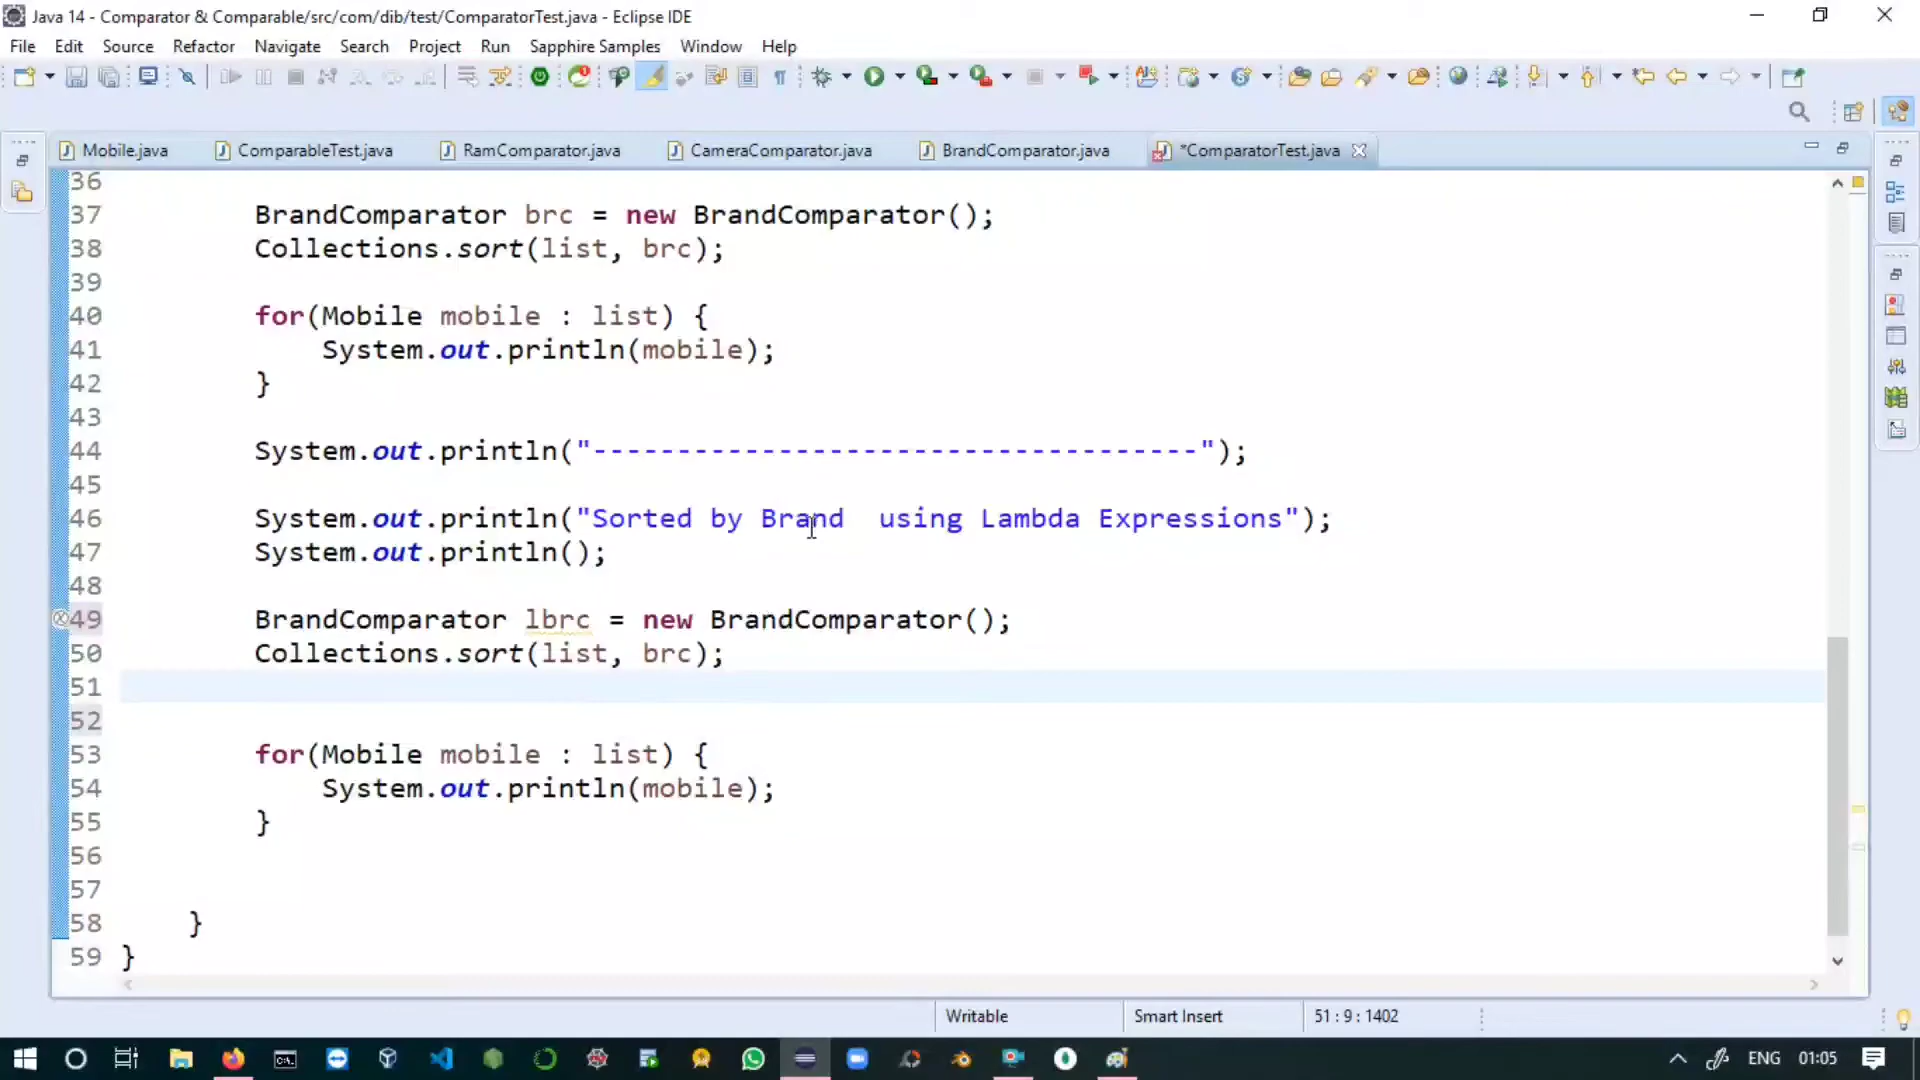 Java 14 - Comparator & Comparable/src/com/dib/test/ComparatorTest.java - Eclipse IDE
File Edit Source Refactor Navigate Search Project Run Sapphire Samples Window Help
Mobile.java ComparableTest.java RamComparator.java CameraComparator.java BrandComparator.java *ComparatorTest.java
36
37 BrandComparator brc = new BrandComparator();
38 Collections.sort(list, brc);
39
40 for(Mobile mobile : list) {
41 System.out.println(mobile);
42 }
43
44 System.out.println("------------------------------------");
45
46 System.out.println("Sorted by Brand  using Lambda Expressions");
47 System.out.println();
48
49 BrandComparator lbrc = new BrandComparator();
50 Collections.sort(list, brc);
51
52
53 for(Mobile mobile : list) {
54 System.out.println(mobile);
55 }
56
57
58 }
59 }
Writable Smart Insert 51 : 9 : 1402
ENG 01:05